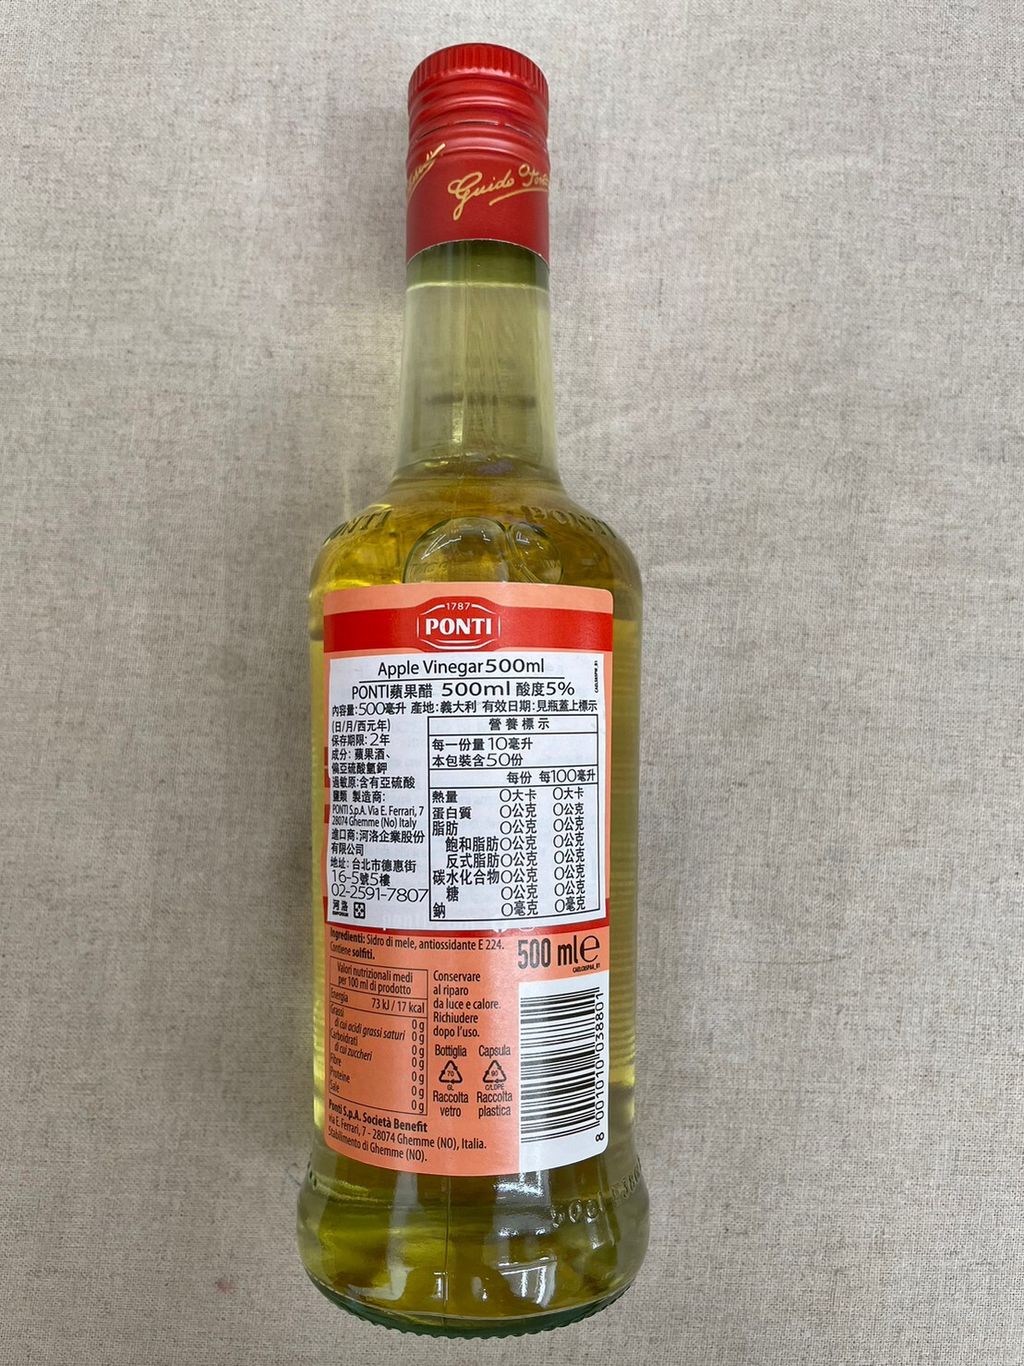 Guido
PONTI
PON
1787
PONTI
Apple Vinegar500ml
PONTI蘋果醋 500ml 酸度5%
內容量:500毫升 產地:義大利 有效日期:見瓶蓋上標示
(日/月/西元年)
保存期限:2年
成分:蘋果酒、
偏亞硫酸氫鉀
過敏原:含有亞硫酸
鹽類 製造商:
PONTI S.p.A. Via E. Ferrari, 7
28074 Ghemme (No) Italy
進口商:河洛企業股份
有限公司
地址:台北市德惠街
16-5號5樓
02-2591-7807
河洛
營養標示
每一份量10毫升
本包裝含50份
每份 每100毫升
熱量 0大卡 0大卡
蛋白質 0公克 0公克
脂肪 0公克 0公克
飽和脂肪 0公克 0公克
反式脂肪 0公克 0公克
碳水化合物 0公克 0公克
糖 0公克 0公克
鈉 0毫克 0毫克
Ingredienti: Sidro di mele, antiossidante E 224.
Contiene solfiti.
500 ml e
Valori nutrizionali medi
per 100 ml di prodotto
Energia 73 kJ / 17 kcal
Grassi 0 g
di cui acidi grassi saturi 0 g
Carboidrati 0 g
di cui zuccheri 0 g
Fibre 0 g
Proteine 0 g
Sale 0 g
Conservare
al riparo
da luce e calore.
Richiudere
dopo l'uso.
Bottiglia Capsula
70 90
GL C/LDPE
Raccolta Raccolta
vetro plastica
Ponti S.p.A. Società Benefit
via E. Ferrari, 7 - 28074 Ghemme (NO), Italia.
Stabilimento di Ghemme (NO).
8 001010 038801